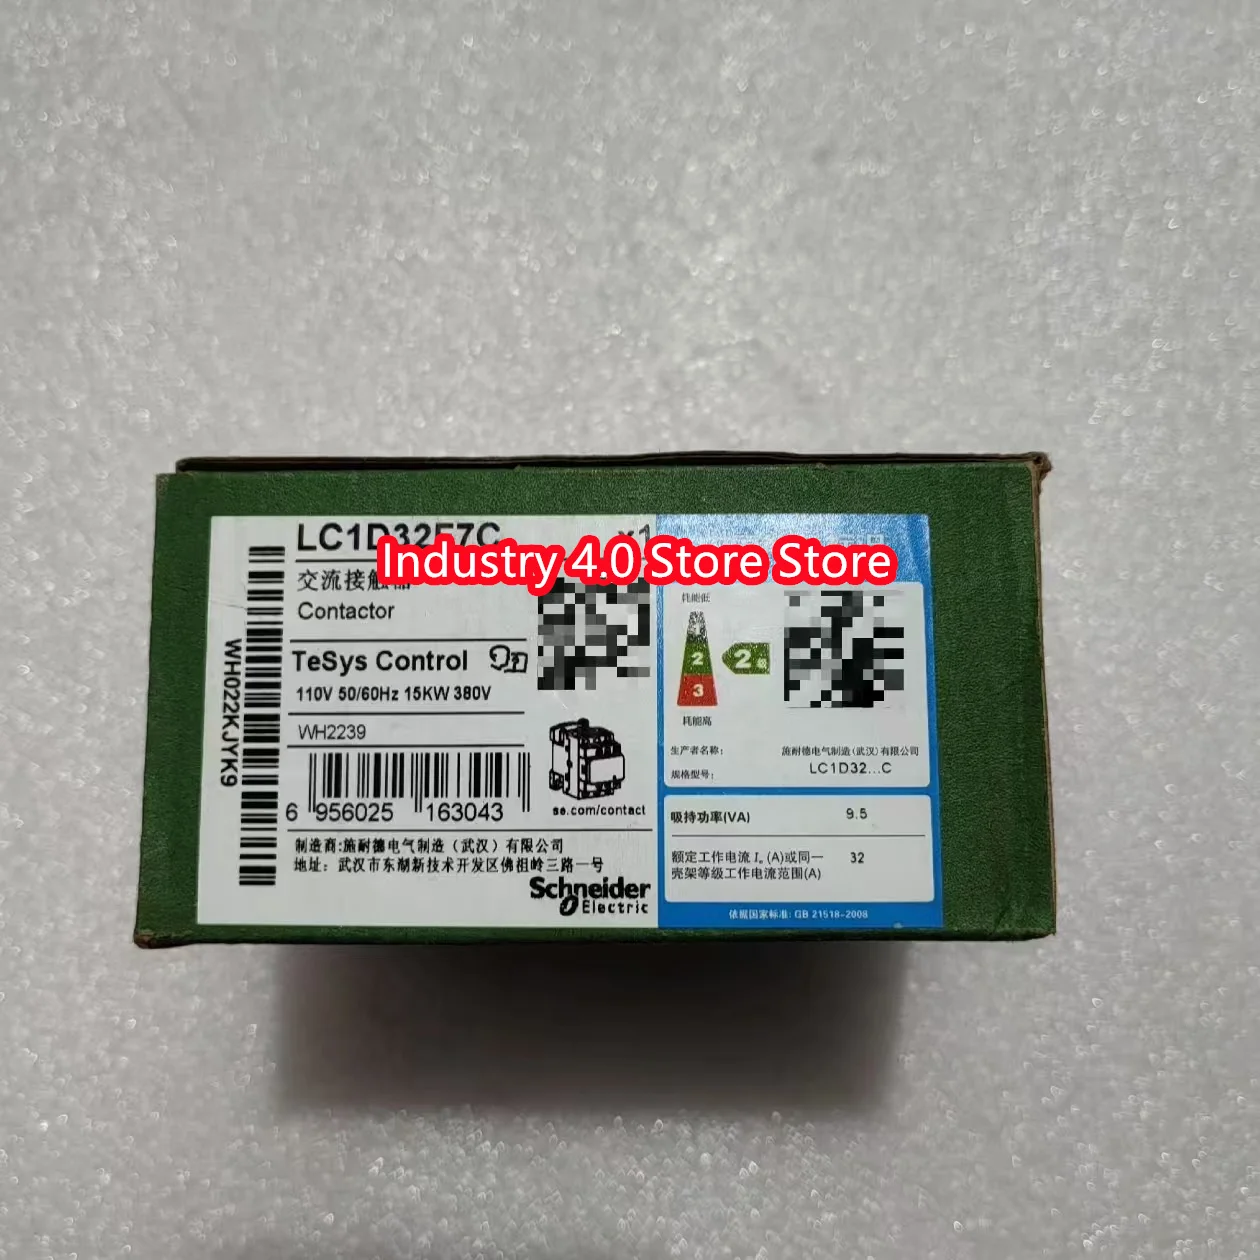 LC1D32F7C x1
Industry 4.0 Store Store
交流接触器
Contactor
TeSys Control
110V 50/60Hz 15KW 380V
WH2239
WH022KJYK9
6 956025 163043
se.com/contact
制造商:施耐德电气制造（武汉）有限公司
地址: 武汉市东湖新技术开发区佛祖岭三路一号
Schneider
Electric
耗能低
1
2
3
2级
耗能高
生产者名称: 施耐德电气制造(武汉)有限公司
规格型号: LC1D32...C
吸持功率(VA) 9.5
额定工作电流 Ie (A)或同一
壳架等级工作电流范围(A) 32
依据国家标准: GB 21518-2008